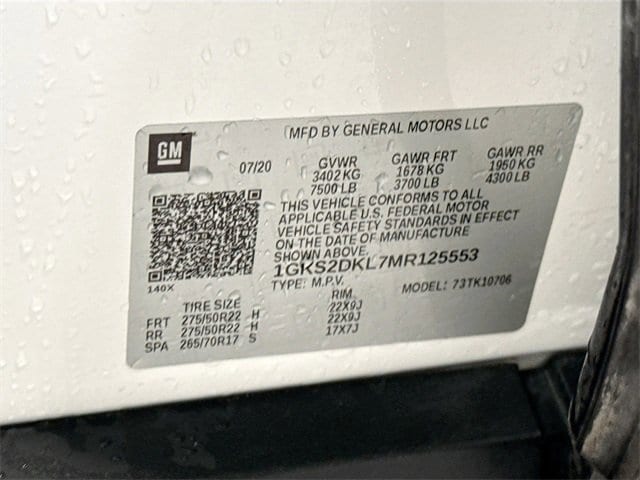 MFD BY GENERAL MOTORS LLC
GM
07/20 GVWR GAWR FRT GAWR RR
3402 KG 1678 KG 1950 KG
7500 LB 3700 LB 4300 LB
THIS VEHICLE CONFORMS TO ALL
APPLICABLE U.S. FEDERAL MOTOR
VEHICLE SAFETY STANDARDS IN EFFECT
ON THE DATE OF MANUFACTURE
SHOWN ABOVE.
1GKS2DKL7MR125553
140X
TYPE: M.P.V. MODEL: 73TK10706
TIRE SIZE RIM
FRT 275/50R22 H 22X9J
RR 275/50R22 H 22X9J
SPA 265/70R17 S 17X7J